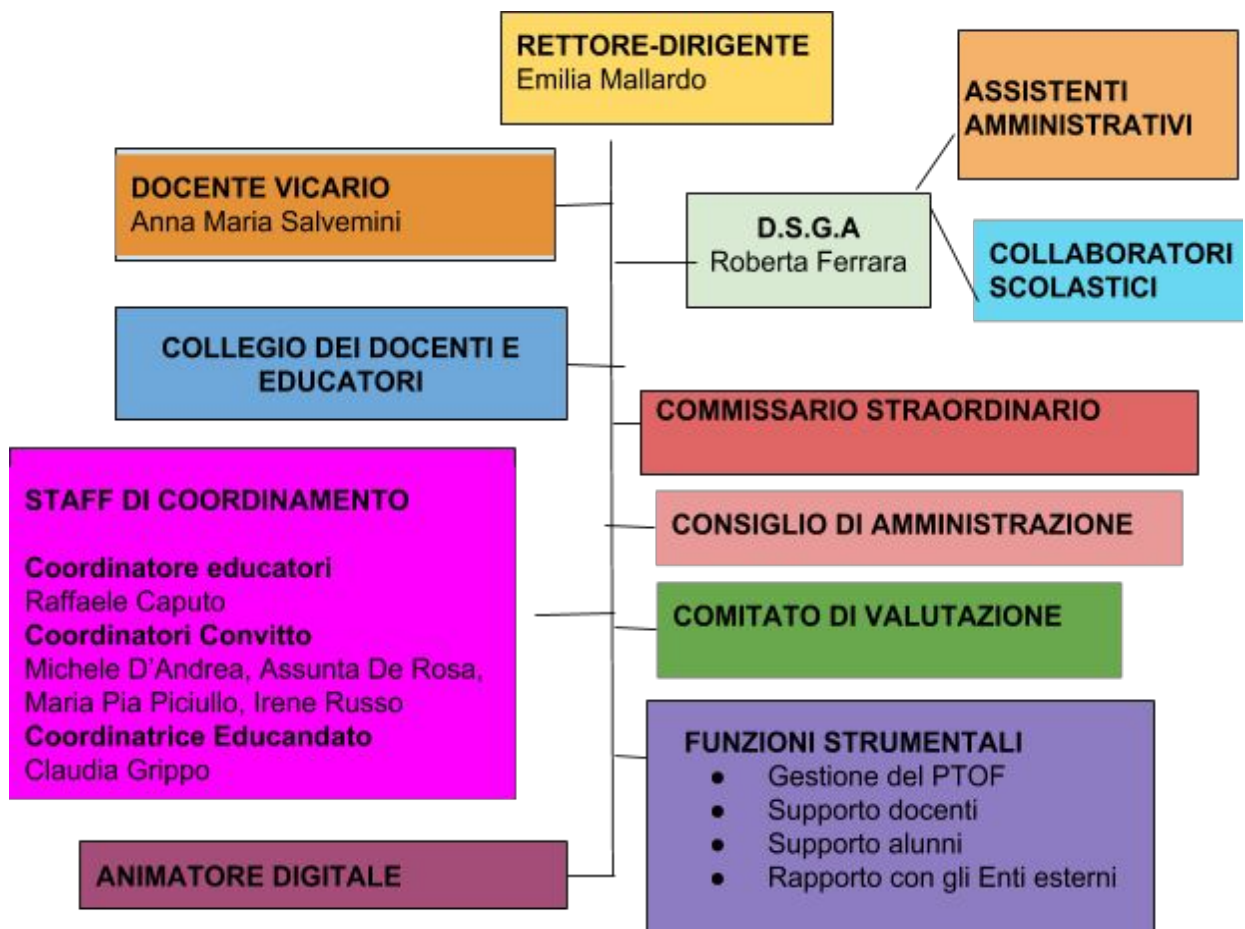 RETTORE-DIRIGENTE
Emilia Mallardo
ASSISTENTI
AMMINISTRATIVI
DOCENTE VICARIO
Anna Maria Salvemini
D.S.G.A
Roberta Ferrara
COLLABORATORI
SCOLASTICI
COLLEGIO DEI DOCENTI E
EDUCATORI
COMMISSARIO STRAORDINARIO
STAFF DI COORDINAMENTO
Coordinatore educatori
Raffaele Caputo
Coordinatori Convitto
Michele D’Andrea, Assunta De Rosa,
Maria Pia Piciullo, Irene Russo
Coordinatrice Educandato
Claudia Grippo
CONSIGLIO DI AMMINISTRAZIONE
COMITATO DI VALUTAZIONE
FUNZIONI STRUMENTALI
● Gestione del PTOF
● Supporto docenti
● Supporto alunni
● Rapporto con gli Enti esterni
ANIMATORE DIGITALE